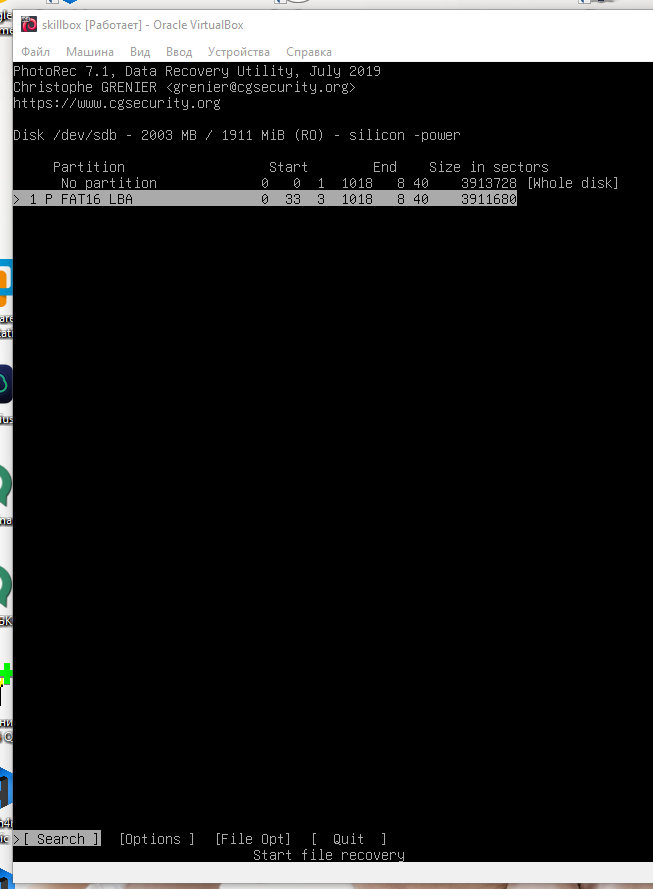 skillbox [Работает] - Oracle VirtualBox
Файл Машина Вид Ввод Устройства Справка
PhotoRec 7.1, Data Recovery Utility, July 2019
Christophe GRENIER <grenier@cgsecurity.org>
https://www.cgsecurity.org
Disk /dev/sdb - 2003 MB / 1911 MiB (RO) - silicon -power
Partition Start End Size in sectors
No partition 0 0 1 1018 8 40 3913728 [Whole disk]
> 1 P FAT16 LBA 0 33 3 1018 8 40 3911680
>[ Search ] [Options ] [File Opt] [ Quit ]
Start file recovery